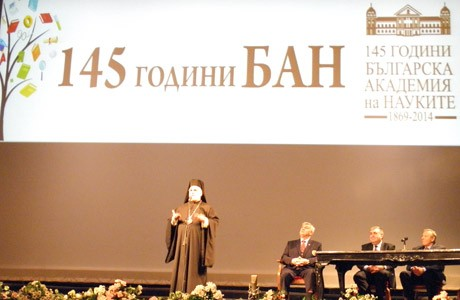 145 ГОДИНИ БАН
145 ГОДИНИ
БЪЛГАРСКА
АКАДЕМИЯ
на НАУКИТЕ
1869-2014